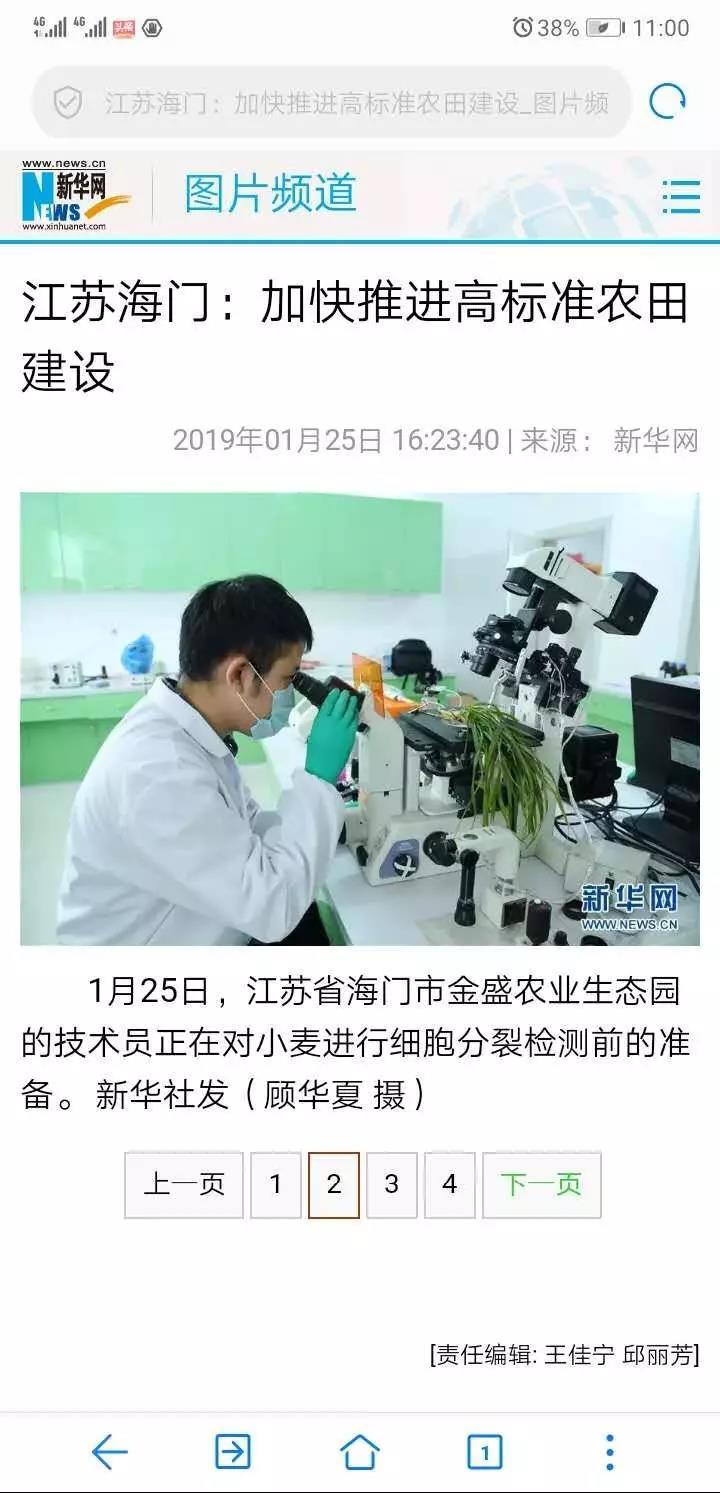 4G 4G 头条 38% 11:00
江苏海门：加快推进高标准农田建设_图片频
www.news.cn
新华网
NEWS
www.xinhuanet.com
图片频道
江苏海门：加快推进高标准农田
建设
2019年01月25日 16:23:40 | 来源： 新华网
新华网
WWW.NEWS.CN
1月25日，江苏省海门市金盛农业生态园
的技术员正在对小麦进行细胞分裂检测前的准
备。新华社发（顾华夏 摄）
上一页 1 2 3 4 下一页
[责任编辑: 王佳宁 邱丽芳]
1